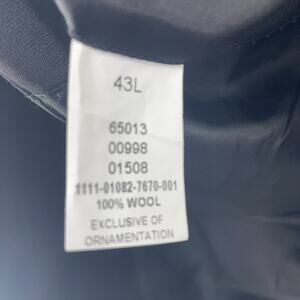 43L
65013
00998
01508
1111-01082-7670-001
100% WOOL
EXCLUSIVE OF
ORNAMENTATION